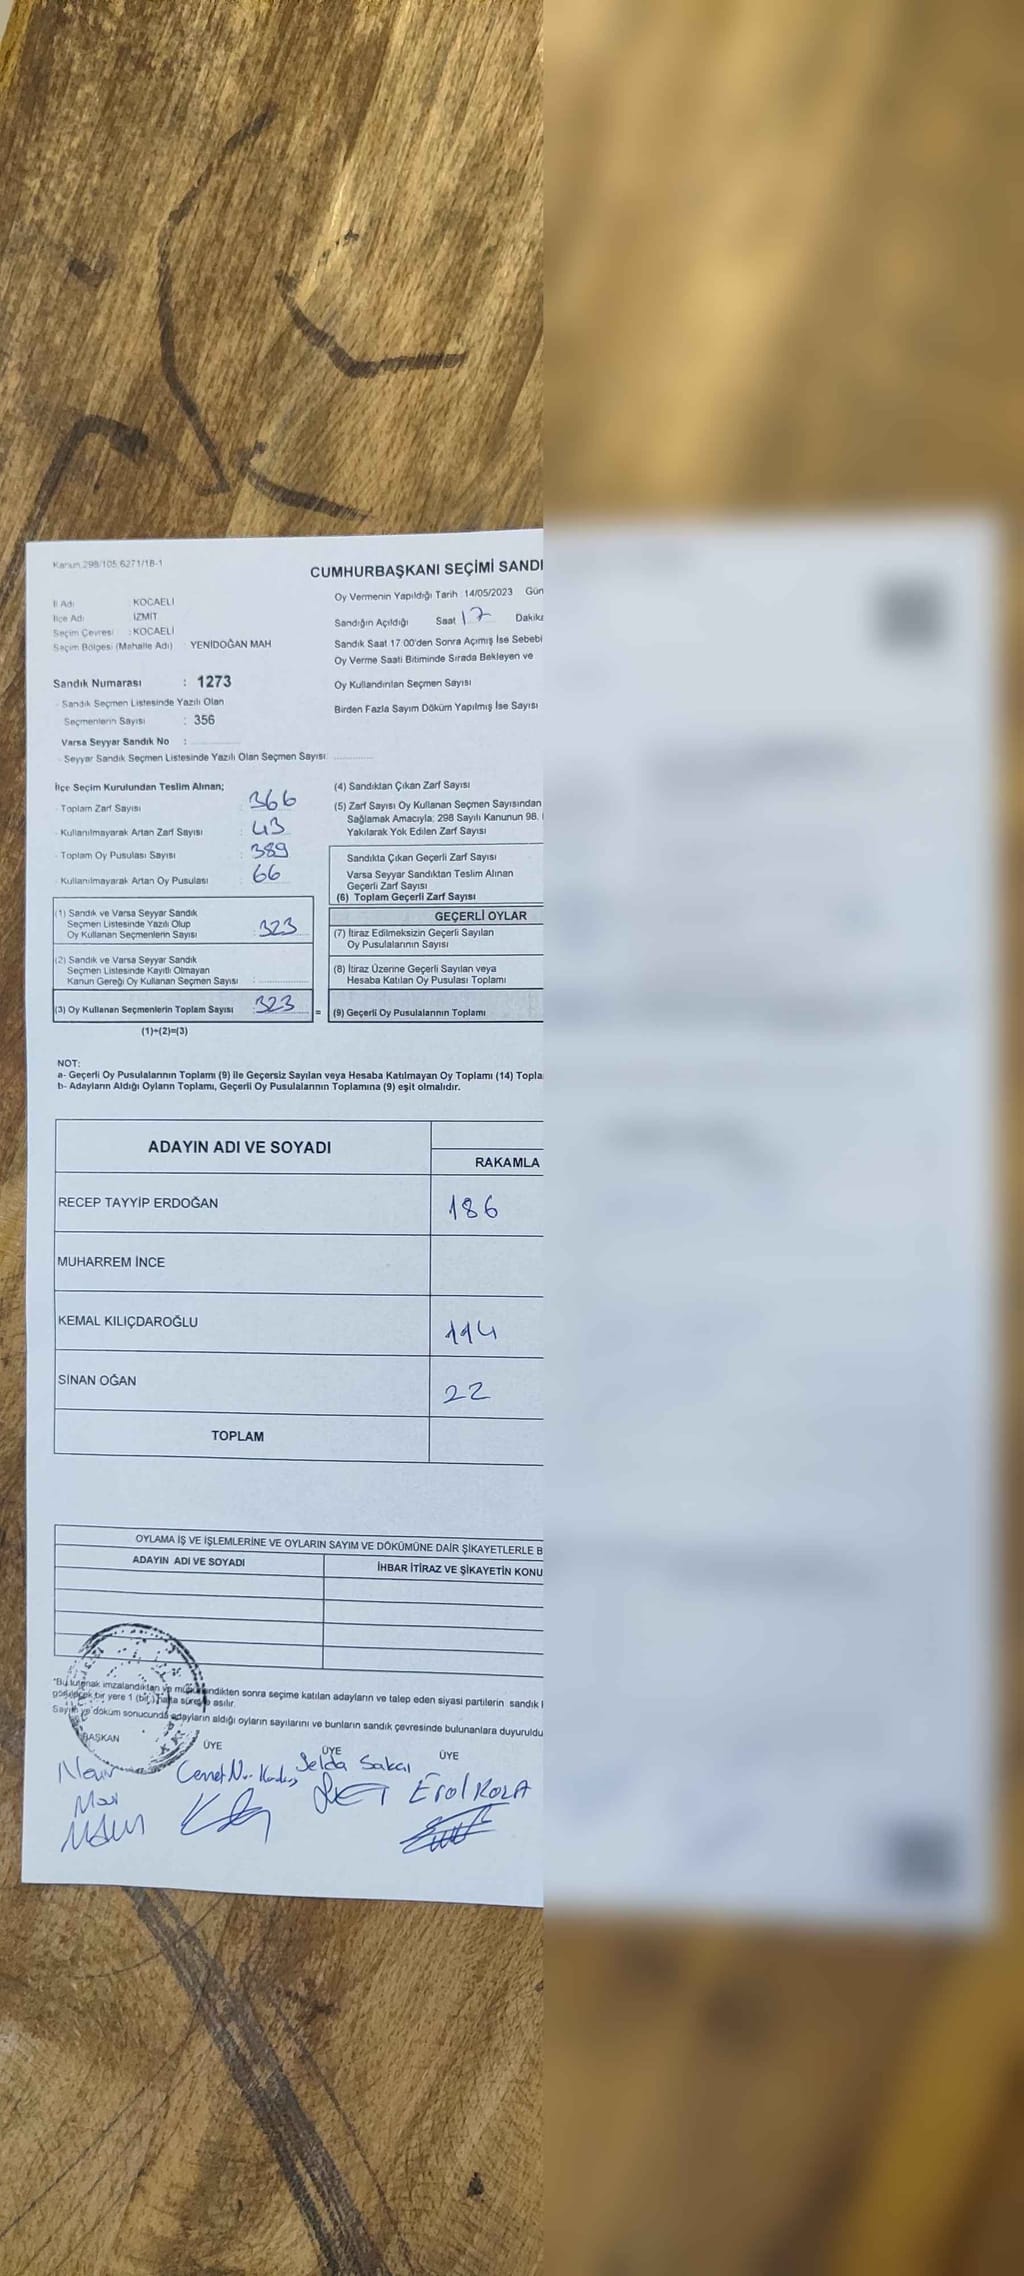 Kanun 298/105,6271/1B-1
CUMHURBAŞKANI SEÇİMİ SANDI
İl Adı : KOCAELİ
İlçe Adı : İZMİT
Seçim Çevresi : KOCAELİ
Seçim Bölgesi (Mahalle Adı) : YENİDOĞAN MAH
Oy Vermenin Yapıldığı Tarih 14/05/2023 Gün
Sandığın Açıldığı Saat 17 Dakika
Sandık Saat 17 00'den Sonra Açımış İse Sebebi
Oy Verme Saati Bitiminde Sırada Bekleyen ve
Oy Kullandırılan Seçmen Sayısı
Birden Fazla Sayım Döküm Yapılmış İse Sayısı
Sandık Numarası : 1273
- Sandık Seçmen Listesinde Yazılı Olan
Seçmenlerin Sayısı : 356
Varsa Seyyar Sandık No :
- Seyyar Sandık Seçmen Listesinde Yazılı Olan Seçmen Sayısı:
İlçe Seçim Kurulundan Teslim Alınan;
- Toplam Zarf Sayısı : 366
- Kullanılmayarak Artan Zarf Sayısı : 43
- Toplam Oy Pusulası Sayısı : 389
- Kullanılmayarak Artan Oy Pusulası : 66
(1) Sandık ve Varsa Seyyar Sandık
Seçmen Listesinde Yazılı Olup
Oy Kullanan Seçmenlerin Sayısı : 323
(2) Sandık ve Varsa Seyyar Sandık
Seçmen Listesinde Kayıtlı Olmayan
Kanun Gereği Oy Kullanan Seçmen Sayısı :
(3) Oy Kullanan Seçmenlerin Toplam Sayısı : 323 =
(1)+(2)=(3)
(4) Sandıktan Çıkan Zarf Sayısı
(5) Zarf Sayısı Oy Kullanan Seçmen Sayısından
Sağlamak Amacıyla; 298 Sayılı Kanunun 98.
Yakılarak Yok Edilen Zarf Sayısı
Sandıkta Çıkan Geçerli Zarf Sayısı
Varsa Seyyar Sandıktan Teslim Alınan
Geçerli Zarf Sayısı
(6) Toplam Geçerli Zarf Sayısı
GEÇERLİ OYLAR
(7) İtiraz Edilmeksizin Geçerli Sayılan
Oy Pusulalarının Sayısı
(8) İtiraz Üzerine Geçerli Sayılan veya
Hesaba Katılan Oy Pusulası Toplamı
(9) Geçerli Oy Pusulalarının Toplamı
NOT:
a- Geçerli Oy Pusulalarının Toplamı (9) ile Geçersiz Sayılan veya Hesaba Katılmayan Oy Toplamı (14) Topla
b- Adayların Aldığı Oyların Toplamı, Geçerli Oy Pusulalarının Toplamına (9) eşit olmalıdır.
ADAYIN ADI VE SOYADI
RAKAMLA
RECEP TAYYİP ERDOĞAN 186
MUHARREM İNCE
KEMAL KILIÇDAROĞLU 114
SİNAN OĞAN 22
TOPLAM
OYLAMA İŞ VE İŞLEMLERİNE VE OYLARIN SAYIM VE DÖKÜMÜNE DAİR ŞİKAYETLERLE B
ADAYIN ADI VE SOYADI İHBAR İTİRAZ VE ŞİKAYETİN KONU
*Bu tutanak imzalandıktan ve mühürlendikten sonra seçime katılan adayların ve talep eden siyasi partilerin sandık
görülecek bir yere 1 (bir) hafta süreyle asılır.
Sayım ve döküm sonucunda adayların aldığı oyların sayılarını ve bunların sandık çevresinde bulunanlara duyuruldu
BAŞKAN ÜYE ÜYE ÜYE
Selda Sakar Erol KOZA